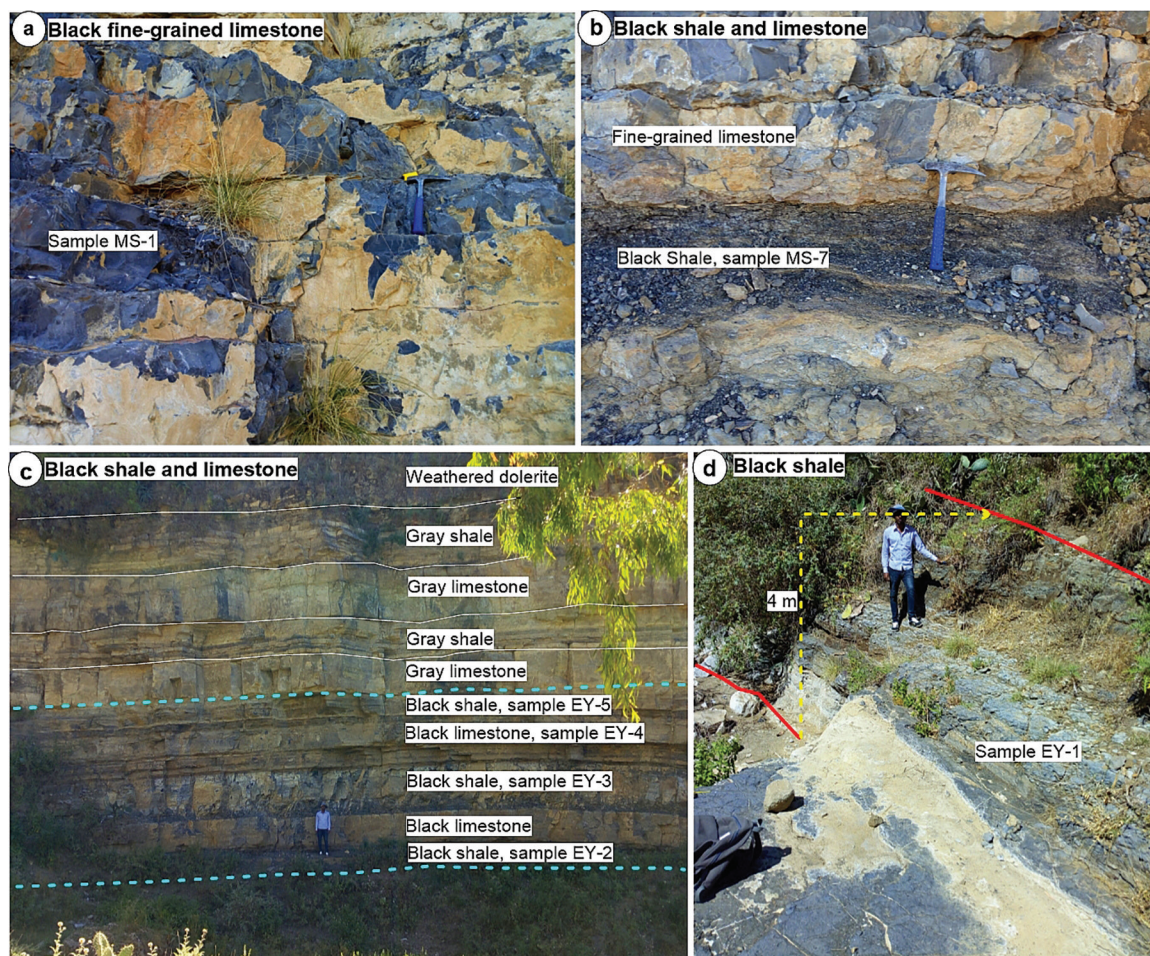 a Black fine-grained limestone
Sample MS-1
b Black shale and limestone
Fine-grained limestone
Black Shale, sample MS-7
c Black shale and limestone
Weathered dolerite
Gray shale
Gray limestone
Gray shale
Gray limestone
Black shale, sample EY-5
Black limestone, sample EY-4
Black shale, sample EY-3
Black limestone
Black shale, sample EY-2
d Black shale
4 m
Sample EY-1